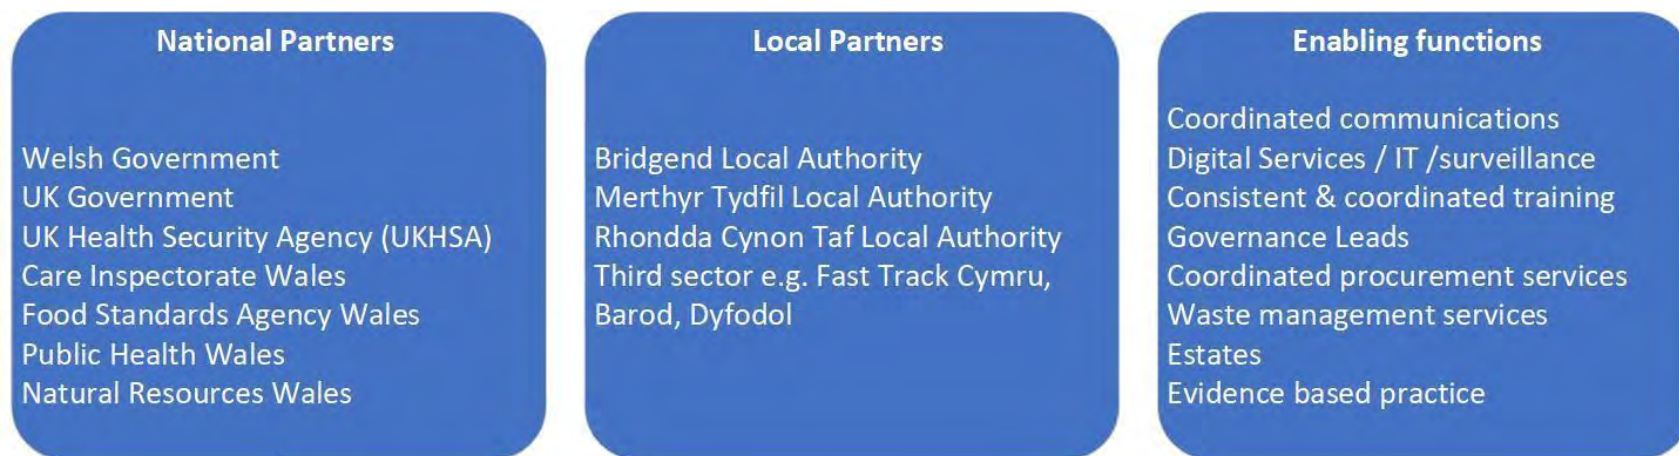 National Partners
Welsh Government
UK Government
UK Health Security Agency (UKHSA)
Care Inspectorate Wales
Food Standards Agency Wales
Public Health Wales
Natural Resources Wales
Local Partners
Bridgend Local Authority
Merthyr Tydfil Local Authority
Rhondda Cynon Taf Local Authority
Third sector e.g. Fast Track Cymru,
Barod, Dyfodol
Enabling functions
Coordinated communications
Digital Services / IT /surveillance
Consistent & coordinated training
Governance Leads
Coordinated procurement services
Waste management services
Estates
Evidence based practice